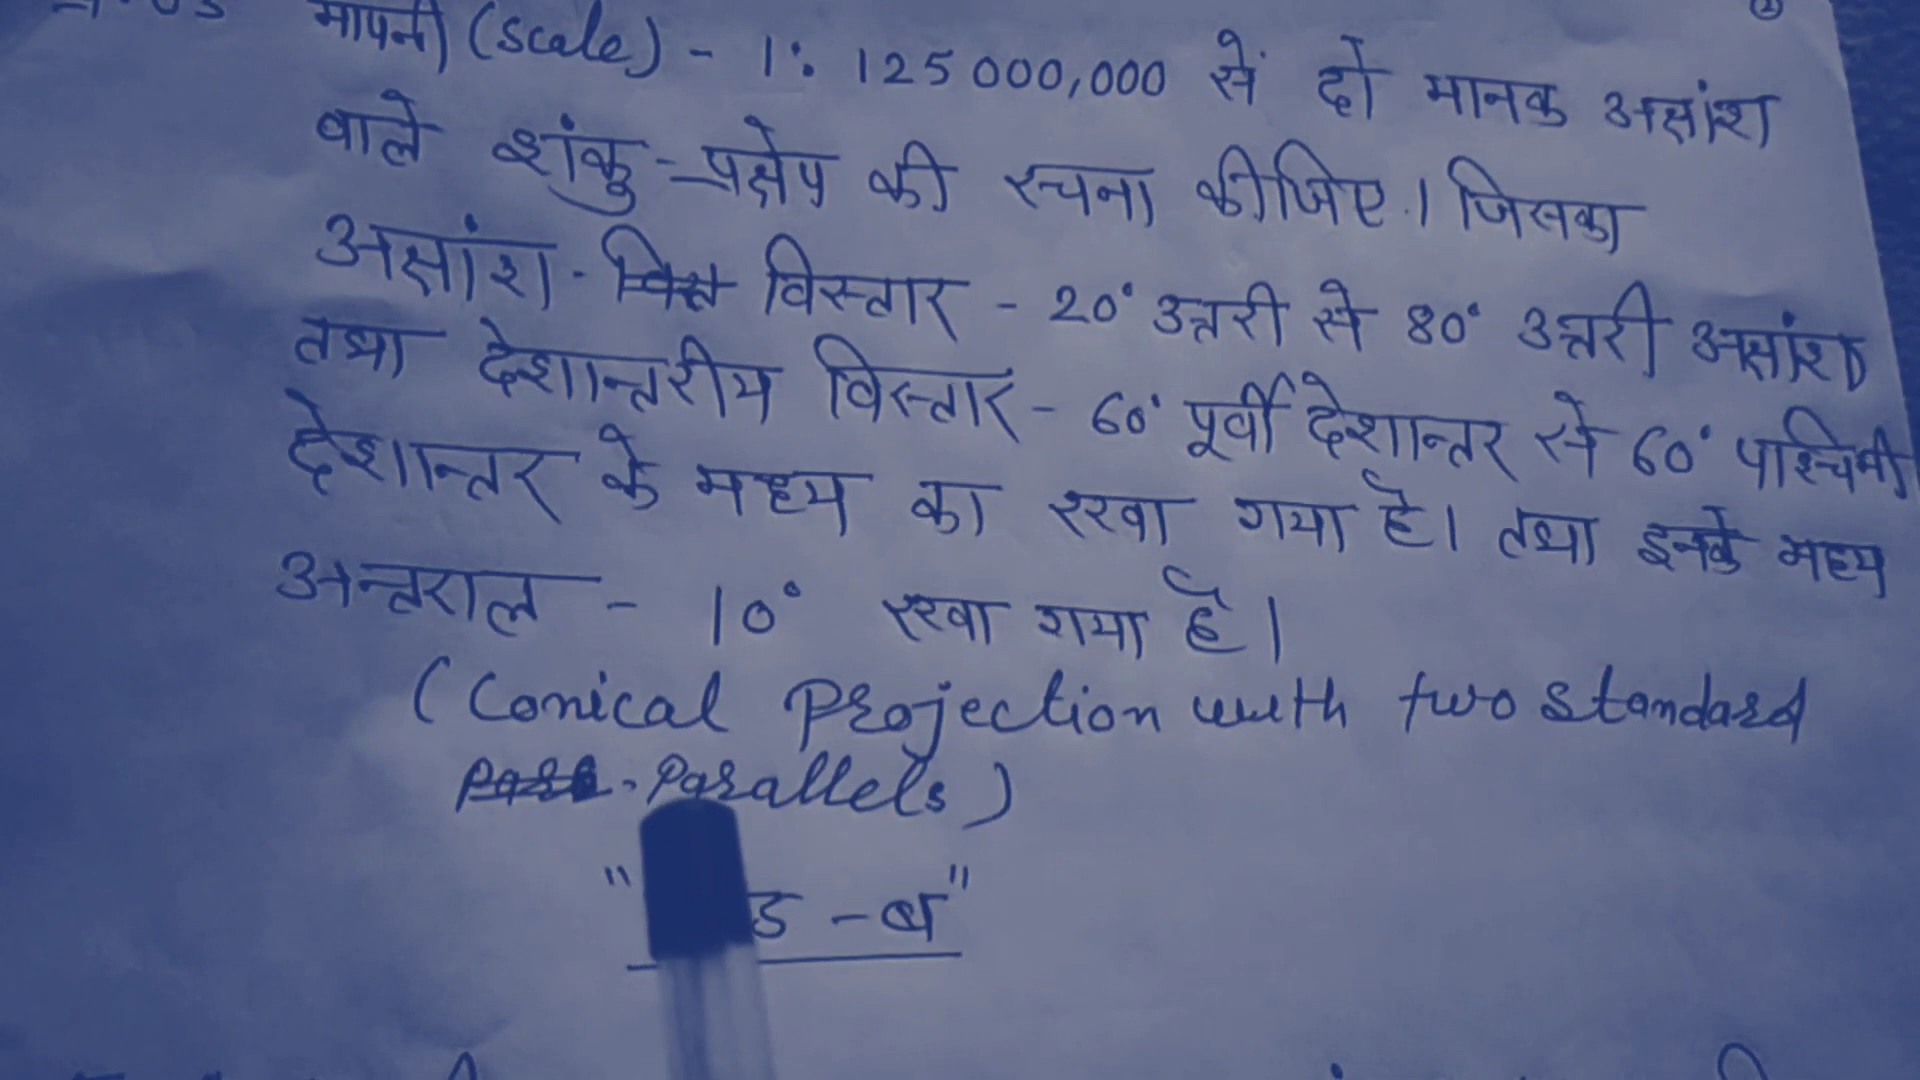 मापनी (Scale) - 1: 125000,000 से दो मानक अक्षांश
वाले शंकु-प्रक्षेप की रचना कीजिए। जिसका
अक्षांश - विस्तार - 20° उत्तरी से 80° उत्तरी अक्षांश
तथा देशान्तरीय विस्तार - 60° पूर्वी देशान्तर से 60° पश्चिमी
देशान्तर के मध्य का रखा गया है। तथा इनके मध्य
अन्तराल - 10° रखा गया है।
(Conical Projection with two standard
Parallels)
ड - ब"